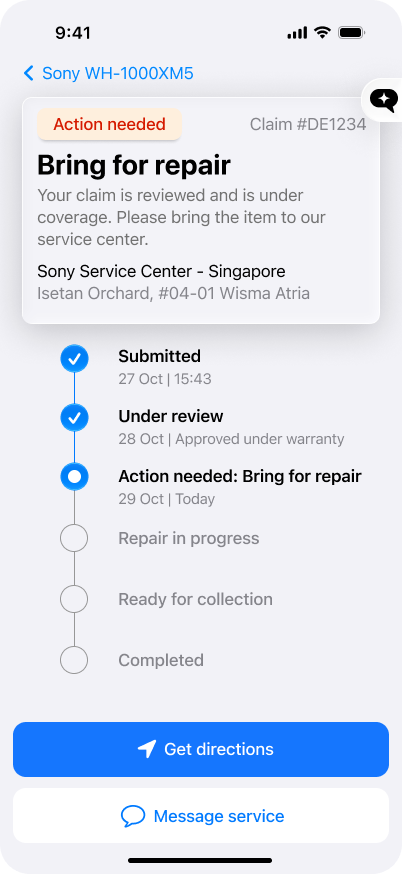 9:41
Sony WH-1000XM5
Action needed
Claim #DE1234
Bring for repair
Your claim is reviewed and is under
coverage. Please bring the item to our
service center.
Sony Service Center - Singapore
Isetan Orchard, #04-01 Wisma Atria
Submitted
27 Oct | 15:43
Under review
28 Oct | Approved under warranty
Action needed: Bring for repair
29 Oct | Today
Repair in progress
Ready for collection
Completed
Get directions
Message service